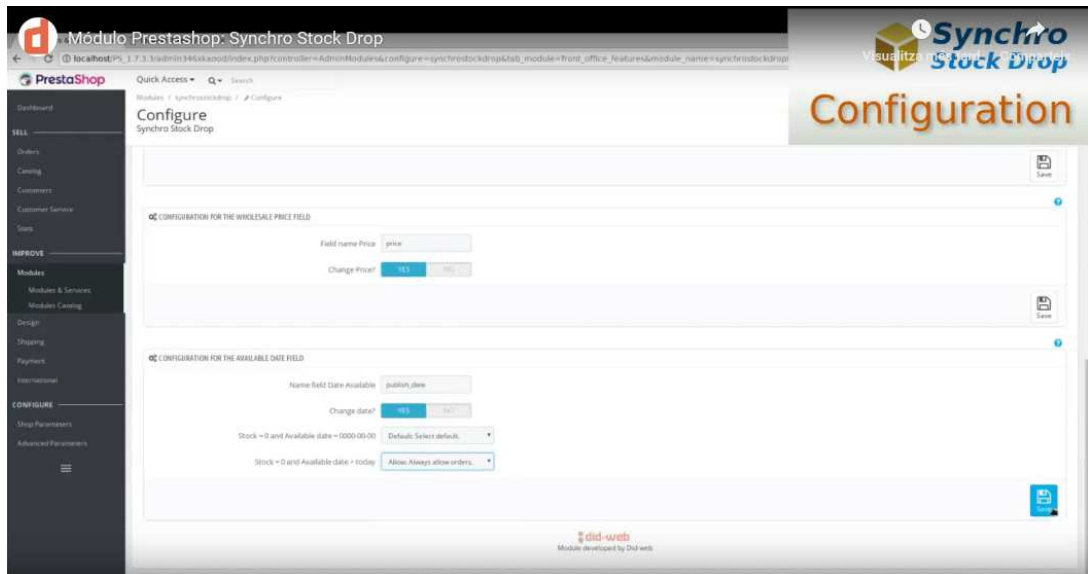 Módulo Prestashop: Synchro Stock Drop
Synchro
Stock Drop
Configuration
PrestaShop
Quick Access
Search
Modules / synchrostockdrop / Configure
Configure
Synchro Stock Drop
Dashboard
SELL
Orders
Catalog
Customers
Customer Service
Stats
IMPROVE
Modules
Modules & Services
Modules Catalog
Design
Shipping
Payment
International
CONFIGURE
Shop Parameters
Advanced Parameters
Save
CONFIGURATION FOR THE WHOLESALE PRICE FIELD
Field name Price price
Change Price? YES NO
Save
CONFIGURATION FOR THE AVAILABLE DATE FIELD
Name field Date Available publish_date
Change date? YES NO
Stock = 0 and Available date = 0000-00-00 Default: Select default.
Stock = 0 and Available date > today Allow: Always allow orders.
Save
did-web
Module developed by Did-web